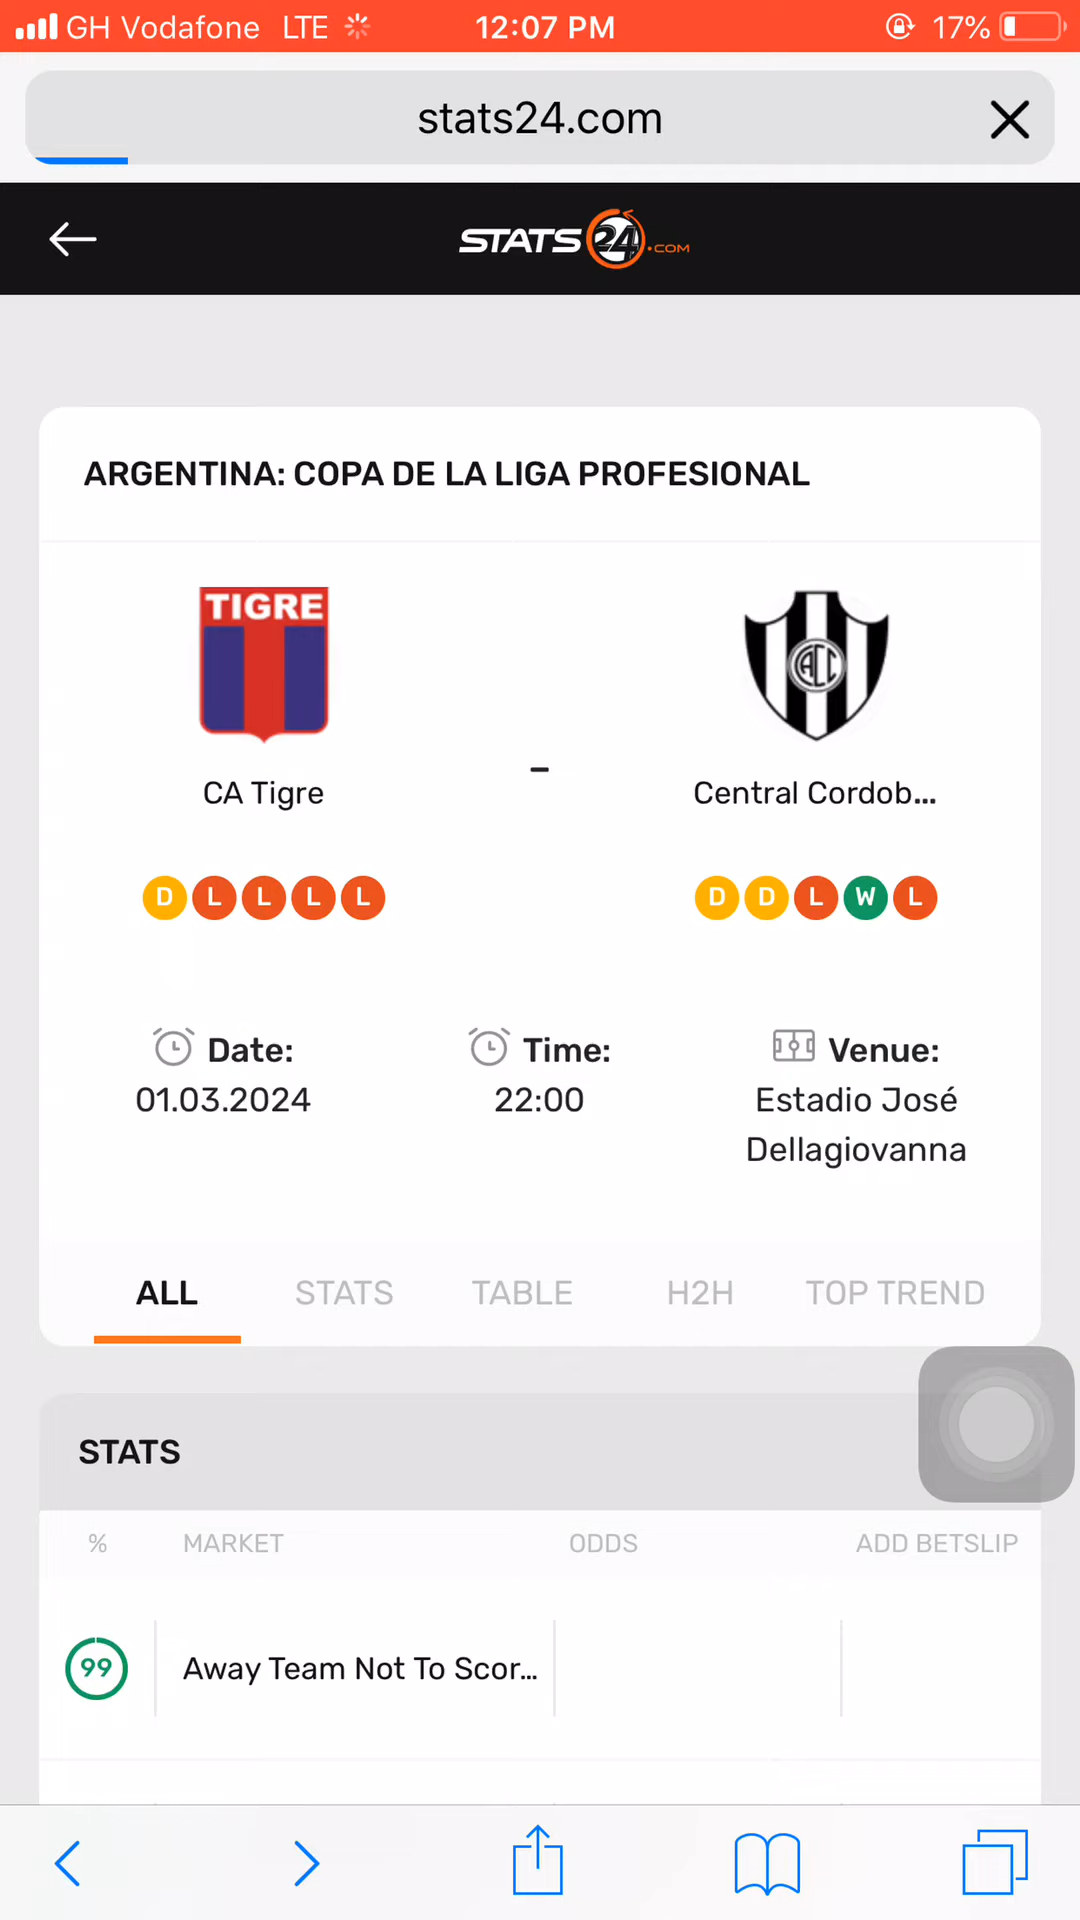 GH Vodafone LTE 12:07 PM 17%
stats24.com
STATS24.COM
ARGENTINA: COPA DE LA LIGA PROFESIONAL
TIGRE
CACC
CA Tigre - Central Cordob...
D L L L L D D L W L
Date: Time: Venue:
01.03.2024 22:00 Estadio José
Dellagiovanna
ALL STATS TABLE H2H TOP TREND
STATS
% MARKET ODDS ADD BETSLIP
99 Away Team Not To Scor...